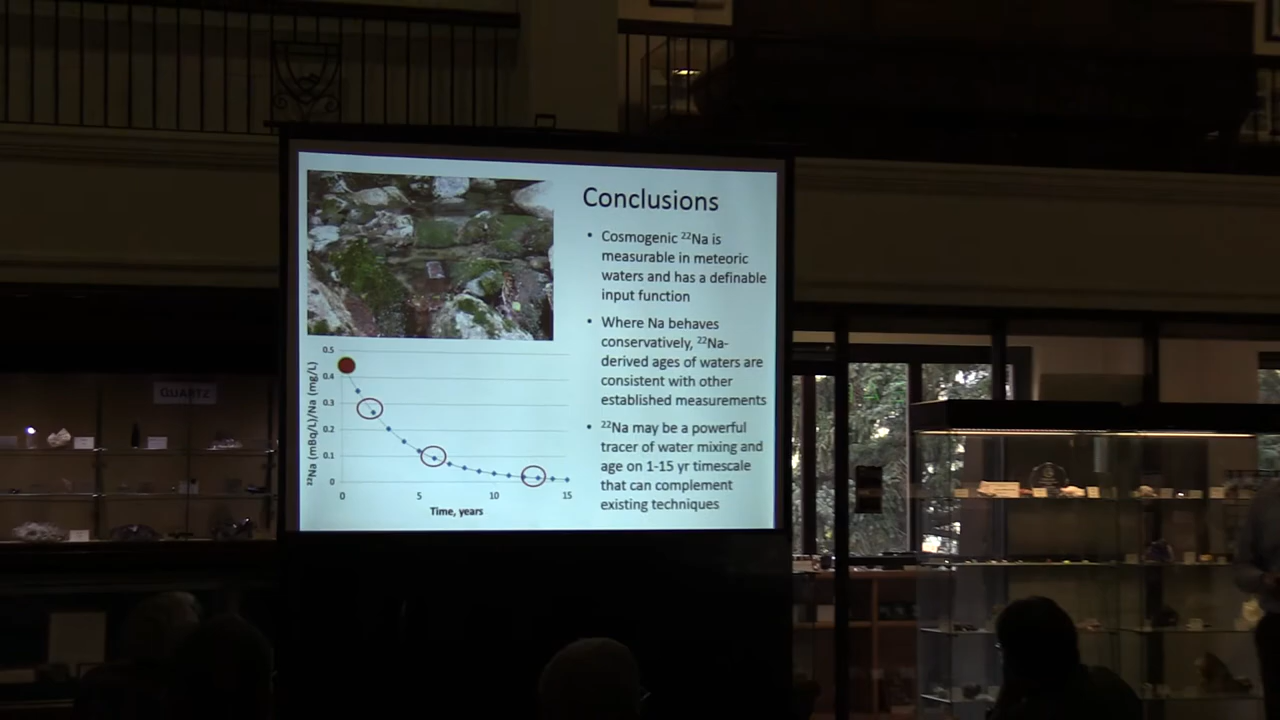 Conclusions
• Cosmogenic ²²Na is
measurable in meteoric
waters and has a definable
input function
• Where Na behaves
conservatively, ²²Na-
derived ages of waters are
consistent with other
established measurements
• ²²Na may be a powerful
tracer of water mixing and
age on 1-15 yr timescale
that can complement
existing techniques
²²Na (mBq/L)/Na (mg/L)
0.5
0.4
0.3
0.2
0.1
0
0 5 10 15
Time, years
QUARTZ